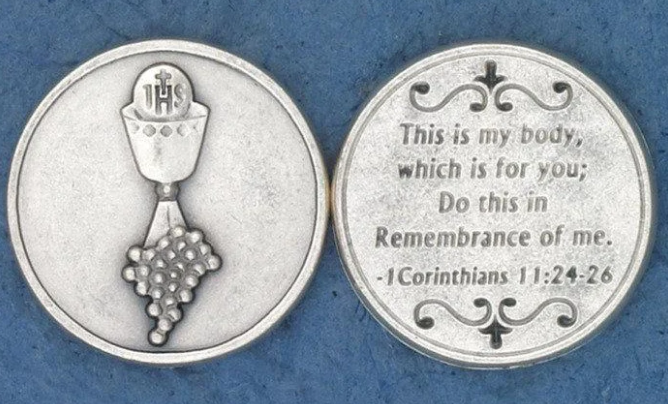 IHS
This is my body,
which is for you;
Do this in
Remembrance of me.
-1Corinthians 11:24-26